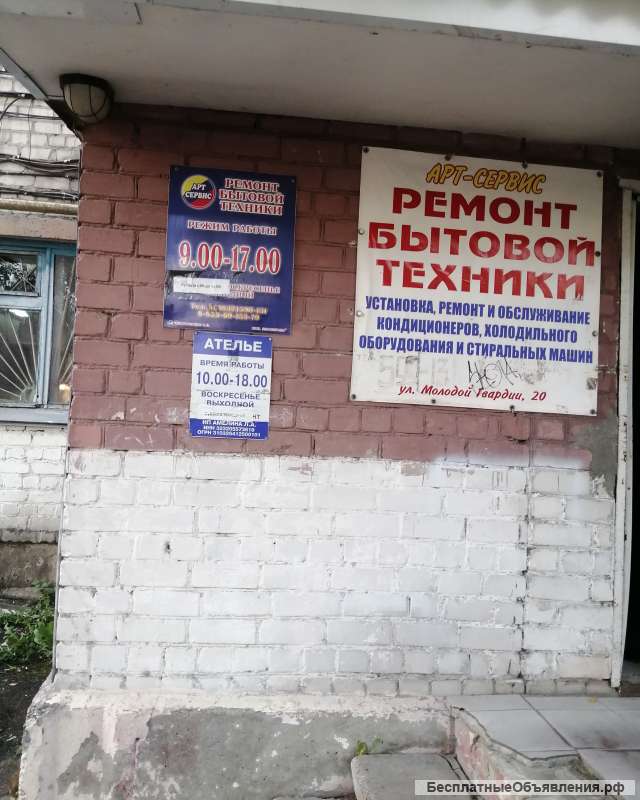 АРТ
СЕРВИС
РЕМОНТ
БЫТОВОЙ
ТЕХНИКИ
РЕЖИМ РАБОТЫ
9.00-17.00
АТЕЛЬЕ
ВРЕМЯ РАБОТЫ
10.00-18.00
ВОСКРЕСЕНЬЕ
ВЫХОДНОЙ
ИП АМЕЛИНА Л.А.
АРТ-СЕРВИС
РЕМОНТ
БЫТОВОЙ
ТЕХНИКИ
УСТАНОВКА, РЕМОНТ И ОБСЛУЖИВАНИЕ
КОНДИЦИОНЕРОВ, ХОЛОДИЛЬНОГО
ОБОРУДОВАНИЯ И СТИРАЛЬНЫХ МАШИН
ул. Молодой Гвардии, 20
БесплатныеОбъявления.рф